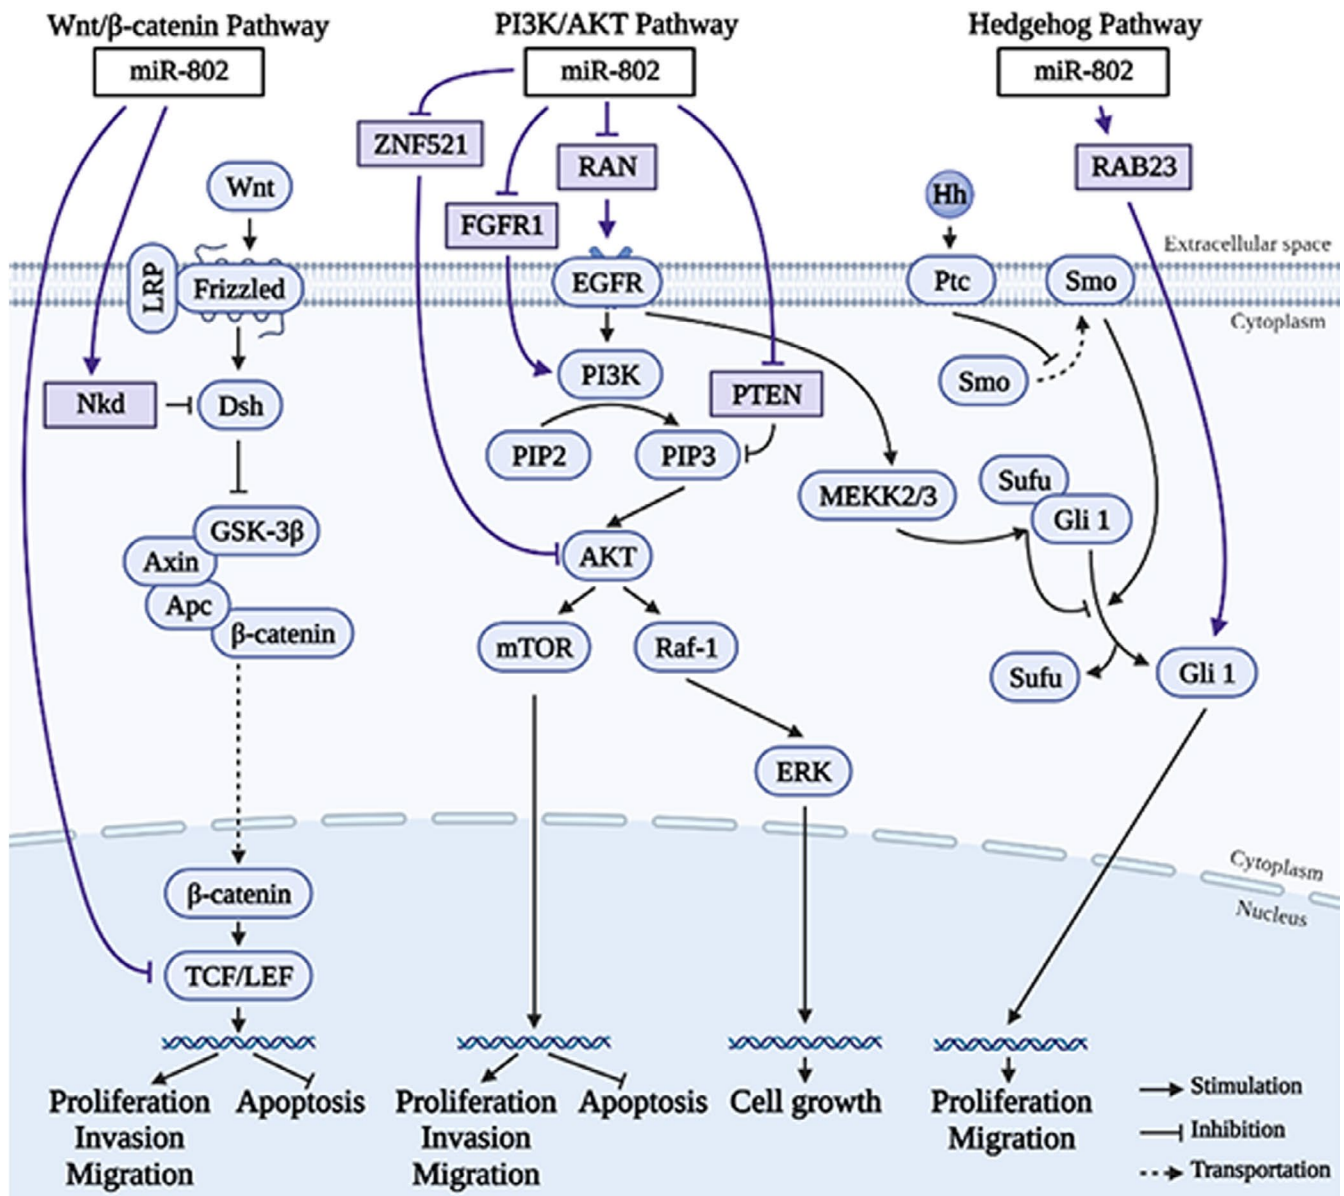 Wnt/β-catenin Pathway
miR-802
Wnt
LRP
Frizzled
Nkd
Dsh
GSK-3β
Axin
Apc
β-catenin
β-catenin
TCF/LEF
Proliferation
Invasion
Migration
Apoptosis
PI3K/AKT Pathway
miR-802
ZNF521
RAN
FGFR1
EGFR
PI3K
PTEN
PIP2
PIP3
MEKK2/3
AKT
mTOR
Raf-1
ERK
Proliferation
Invasion
Migration
Apoptosis
Cell growth
Hedgehog Pathway
miR-802
RAB23
Hh
Extracellular space
Ptc
Smo
Cytoplasm
Smo
Sufu
Gli 1
Sufu
Gli 1
Cytoplasm
Nucleus
Proliferation
Migration
Stimulation
Inhibition
Transportation